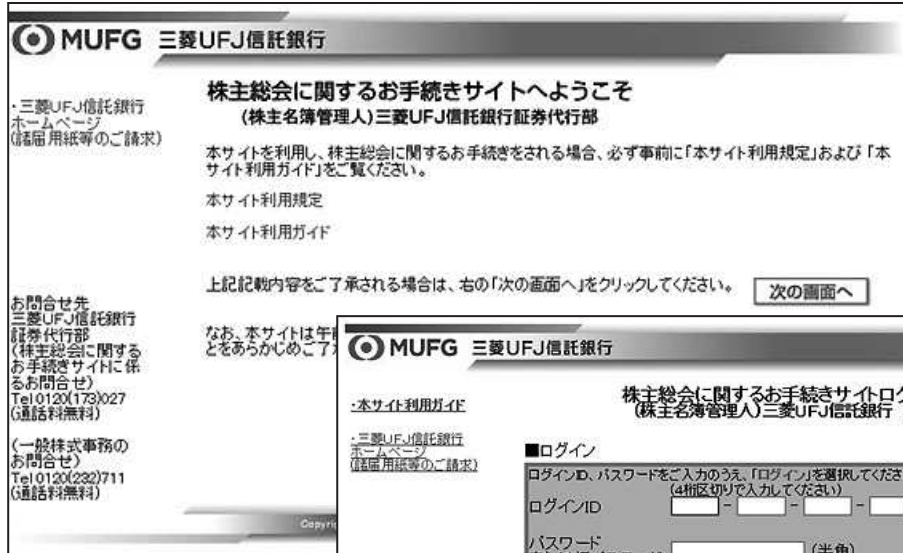 MUFG 三菱UFJ信託銀行
・三菱UFJ信託銀行
ホームページ
(諸届用紙等のご請求)
株主総会に関するお手続きサイトへようこそ
(株主名簿管理人)三菱UFJ信託銀行証券代行部
本サイトを利用し、株主総会に関するお手続きをされる場合、必ず事前に「本サイト利用規定」および「本
サイト利用ガイド」をご覧ください。
本サイト利用規定
本サイト利用ガイド
上記記載内容をご了承される場合は、右の「次の画面へ」をクリックしてください。
次の画面へ
なお、本サイトは午
とをあらかじめご了
お問合せ先
三菱UFJ信託銀行
証券代行部
(株主総会に関する
お手続きサイトに係
るお問合せ)
Tel 0120(173)027
(通話料無料)
(一般株式事務の
お問合せ)
Tel 0120(232)711
(通話料無料)
MUFG 三菱UFJ信託銀行
・本サイト利用ガイド
・三菱UFJ信託銀行
ホームページ
(諸届用紙等のご請求)
株主総会に関するお手続きサイトログ
(株主名簿管理人)三菱UFJ信託銀行
■ログイン
ログインID、パスワードをご入力のうえ、「ログイン」を選択してくださ
(4桁区切りで入力してください)
ログインID - - -
パスワード
(半角)